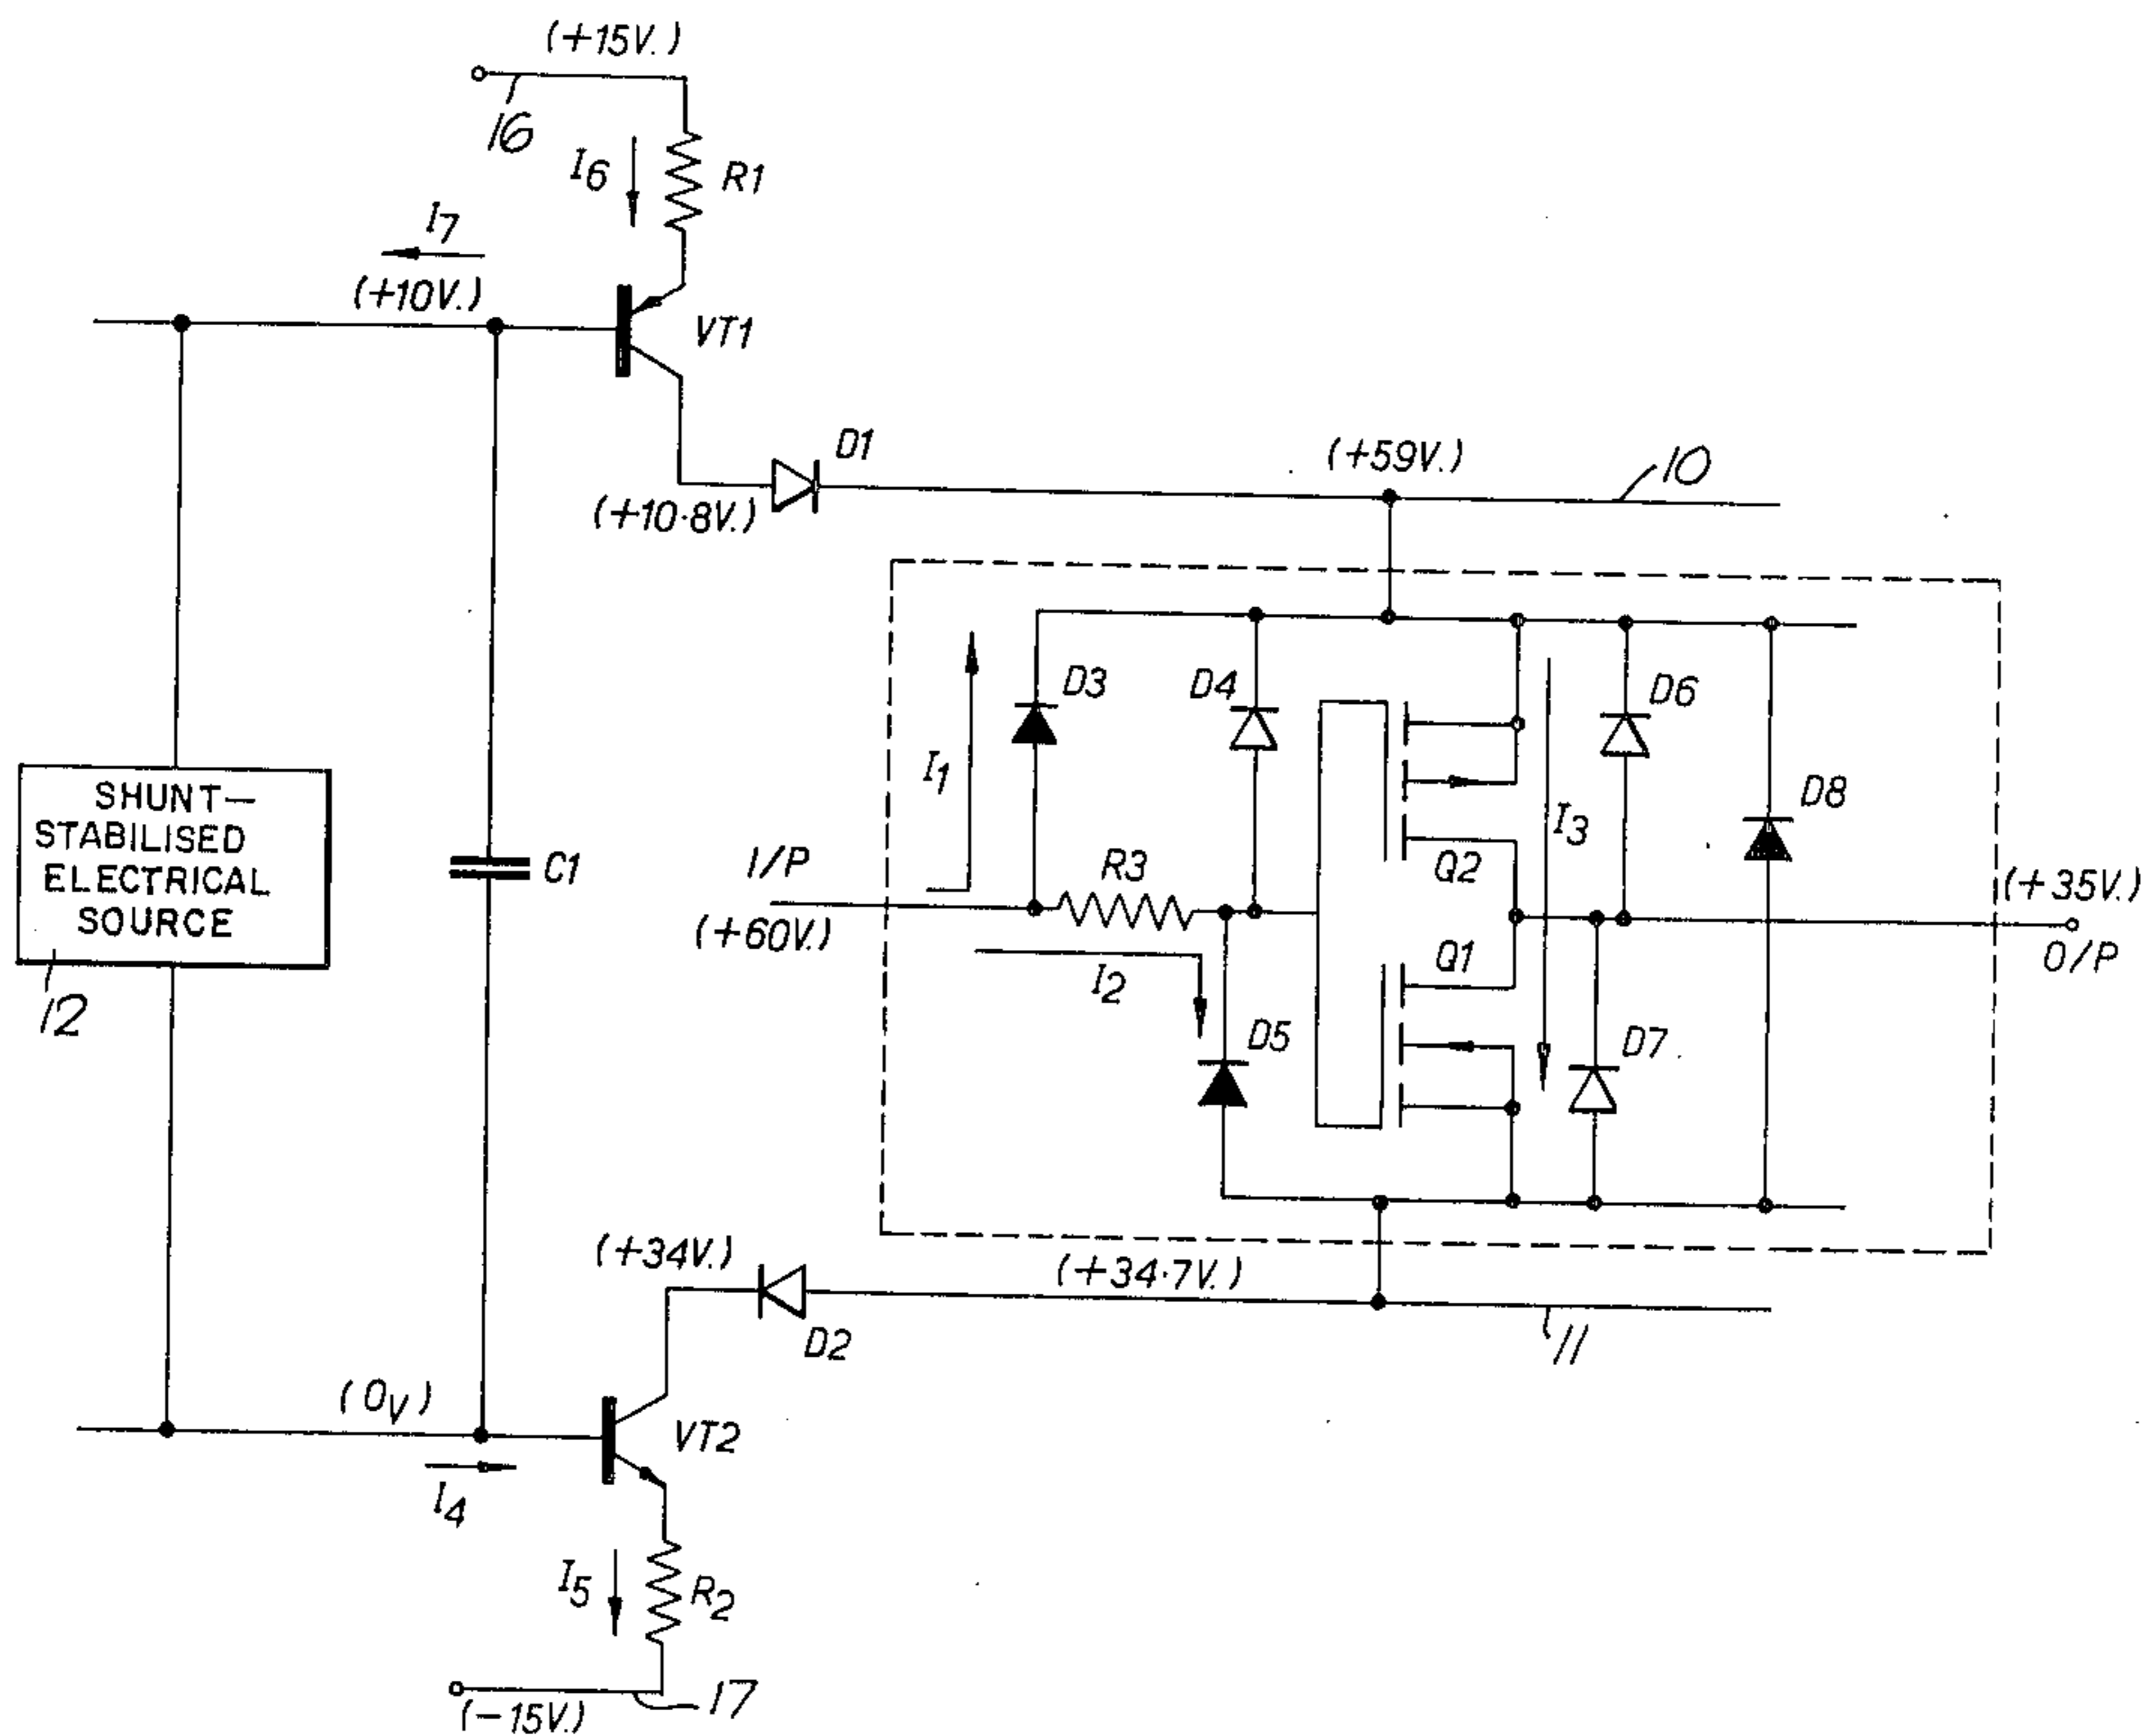 (+15V.)
16
I6
R1
I7
(+10V.)
VT1
D1
(+59V.)
10
(+10·8V.)
D3
D4
D6
I1
D8
SHUNT—
STABILISED
ELECTRICAL
SOURCE
C1
I/P
R3
Q2
I3
(+35V.)
(+60V.)
Q1
O/P
12
I2
D5
D7
(+34V.)
(+34·7V.)
D2
11
(0V)
VT2
I4
I5
R2
17
(-15V.)